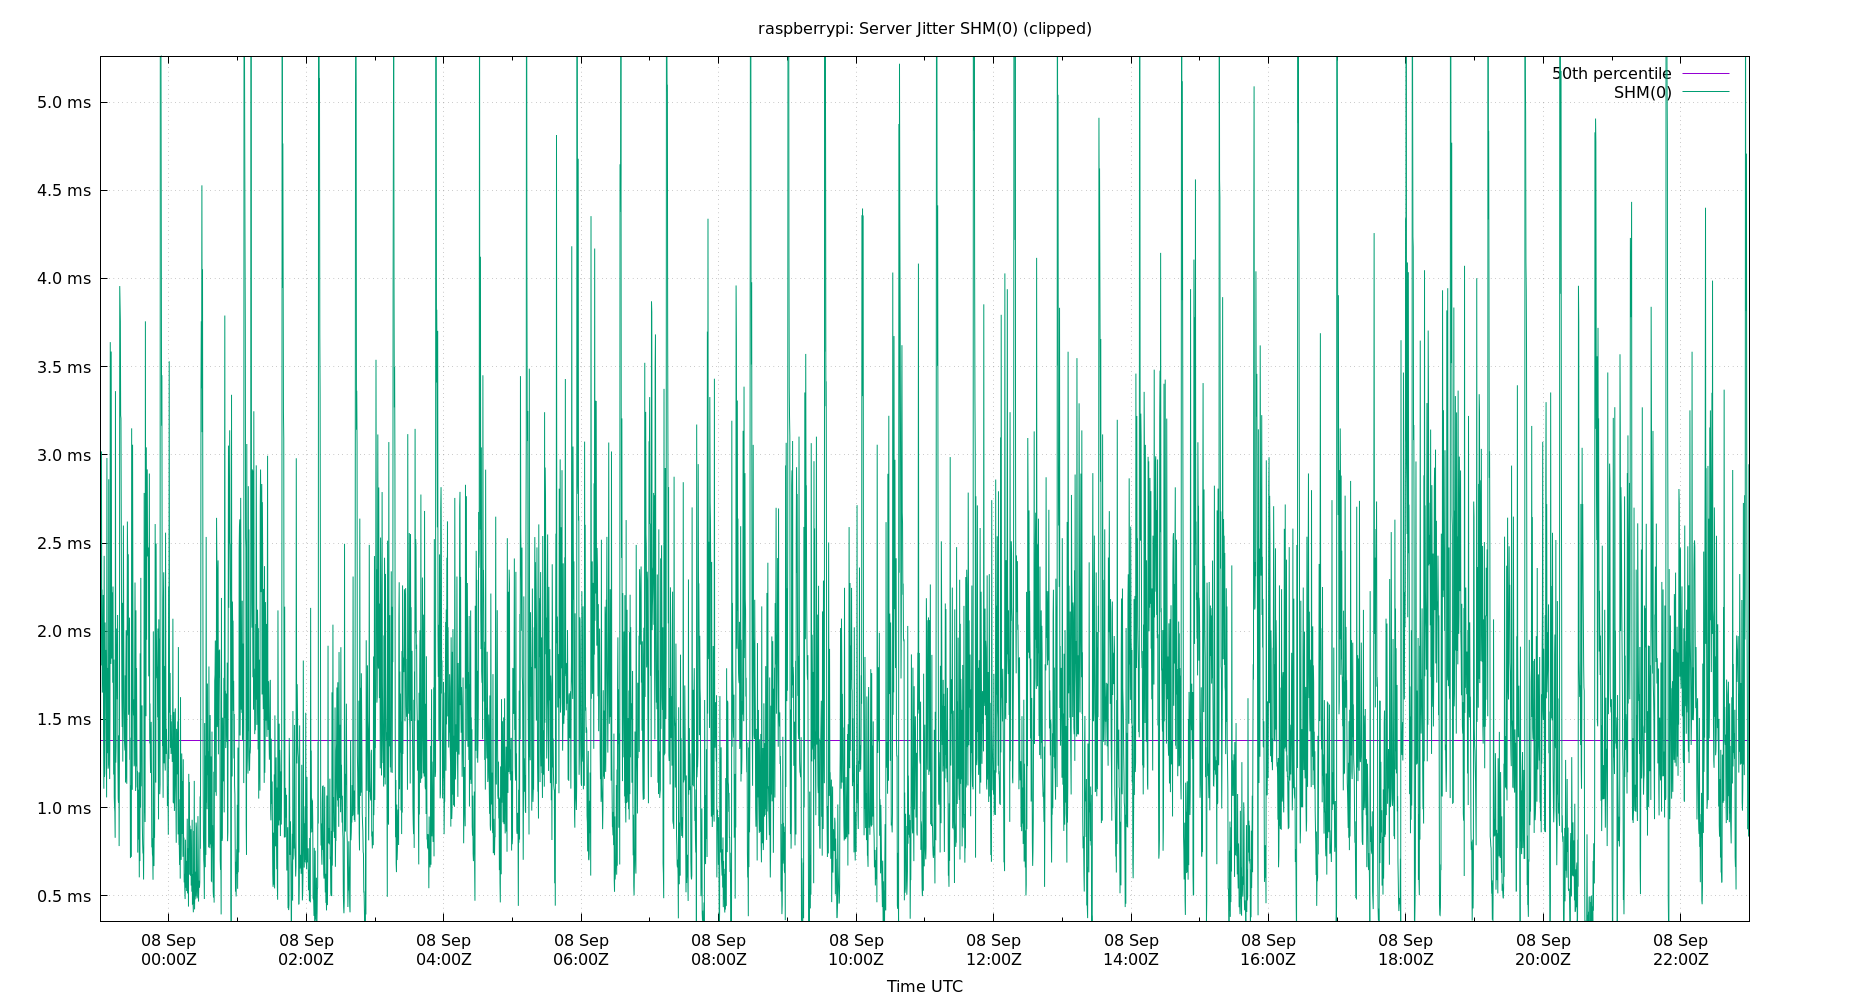 raspberrypi: Server Jitter SHM(0) (clipped)
50th percentile
SHM(0)
5.0 ms
4.5 ms
4.0 ms
3.5 ms
3.0 ms
2.5 ms
2.0 ms
1.5 ms
1.0 ms
0.5 ms
08 Sep 08 Sep 08 Sep 08 Sep 08 Sep 08 Sep 08 Sep 08 Sep 08 Sep 08 Sep 08 Sep 08 Sep
00:00Z 02:00Z 04:00Z 06:00Z 08:00Z 10:00Z 12:00Z 14:00Z 16:00Z 18:00Z 20:00Z 22:00Z
Time UTC